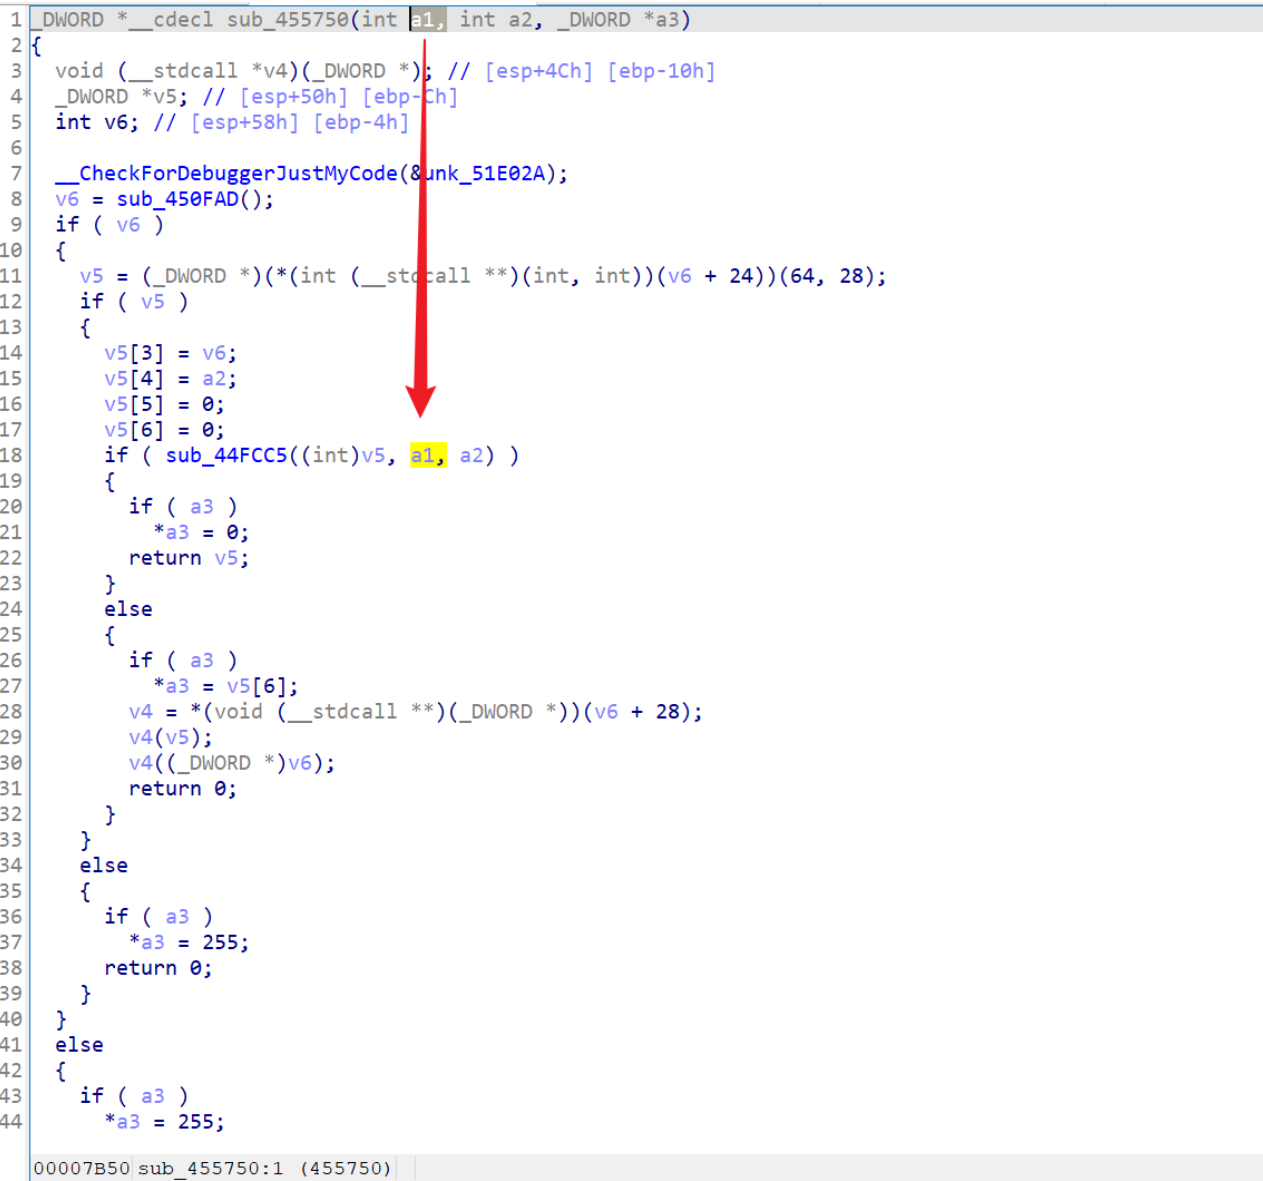 1 _DWORD *__cdecl sub_455750(int a1, int a2, _DWORD *a3)
2 {
3   void (__stdcall *v4)(_DWORD *); // [esp+4Ch] [ebp-10h]
4   _DWORD *v5; // [esp+50h] [ebp-Ch]
5   int v6; // [esp+58h] [ebp-4h]
6
7   __CheckForDebuggerJustMyCode(&unk_51E02A);
8   v6 = sub_450FAD();
9   if ( v6 )
10   {
11     v5 = (_DWORD *)(*(int (__stdcall **)(int, int))(v6 + 24))(64, 28);
12     if ( v5 )
13     {
14       v5[3] = v6;
15       v5[4] = a2;
16       v5[5] = 0;
17       v5[6] = 0;
18       if ( sub_44FCC5((int)v5, a1, a2) )
19       {
20         if ( a3 )
21           *a3 = 0;
22         return v5;
23       }
24       else
25       {
26         if ( a3 )
27           *a3 = v5[6];
28         v4 = *(void (__stdcall **)(_DWORD *))(v6 + 28);
29         v4(v5);
30         v4((_DWORD *)v6);
31         return 0;
32       }
33     }
34     else
35     {
36       if ( a3 )
37         *a3 = 255;
38       return 0;
39     }
40   }
41   else
42   {
43     if ( a3 )
44       *a3 = 255;
00007B50 sub_455750:1 (455750)